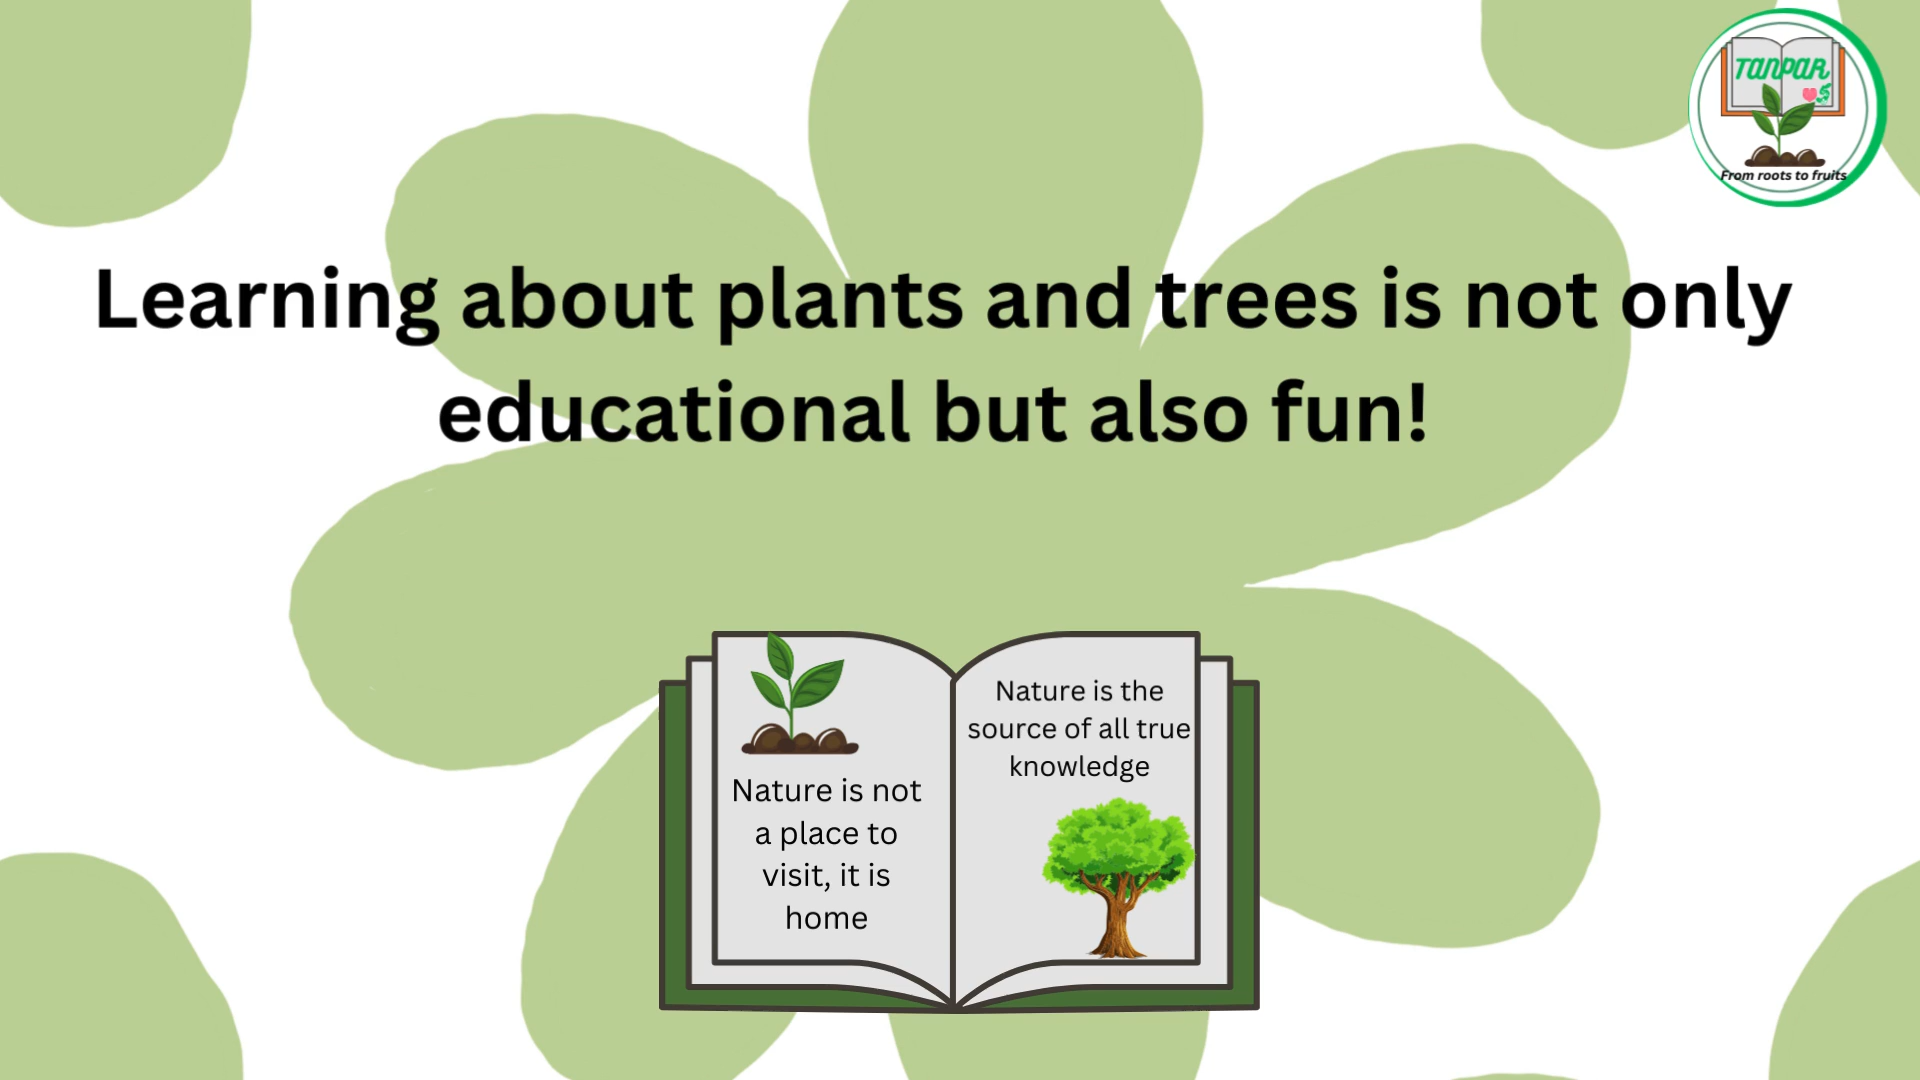 TANPAR
From roots to fruits
Learning about plants and trees is not only
educational but also fun!
Nature is not
a place to
visit, it is
home
Nature is the
source of all true
knowledge